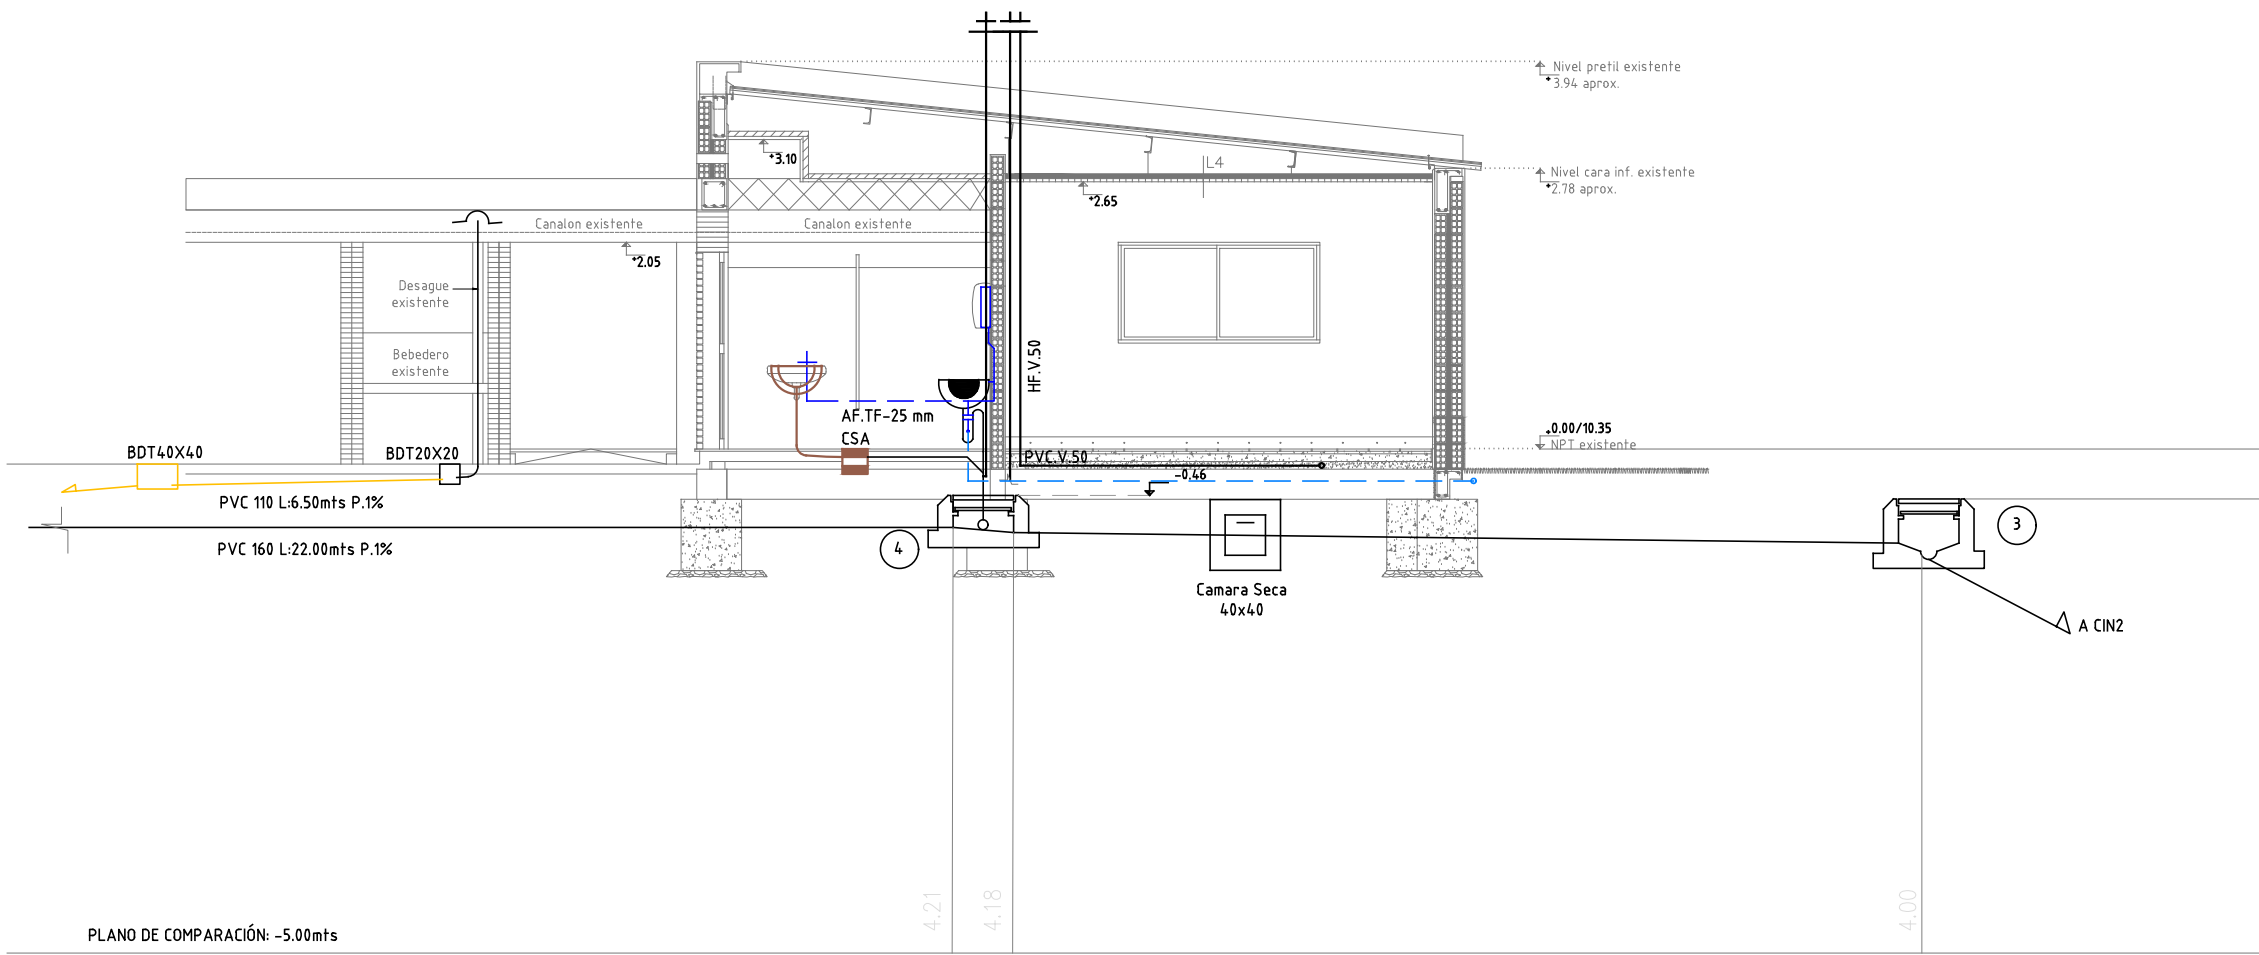 Nivel pretil existente
+3.94 aprox.
+3.10
L4
Nivel cara inf. existente
+2.78 aprox.
+2.65
Canalon existente
Canalon existente
+2.05
Desague
existente
Bebedero
existente
HF.V.50
AF.TF-25 mm
CSA
+0.00/10.35
NPT existente
BDT40X40
BDT20X20
PVC.V.50
-0.46
PVC 110 L:6.50mts P.1%
PVC 160 L:22.00mts P.1%
4
3
Camara Seca
40x40
A CIN2
4.21
4.18
4.00
PLANO DE COMPARACIÓN: -5.00mts